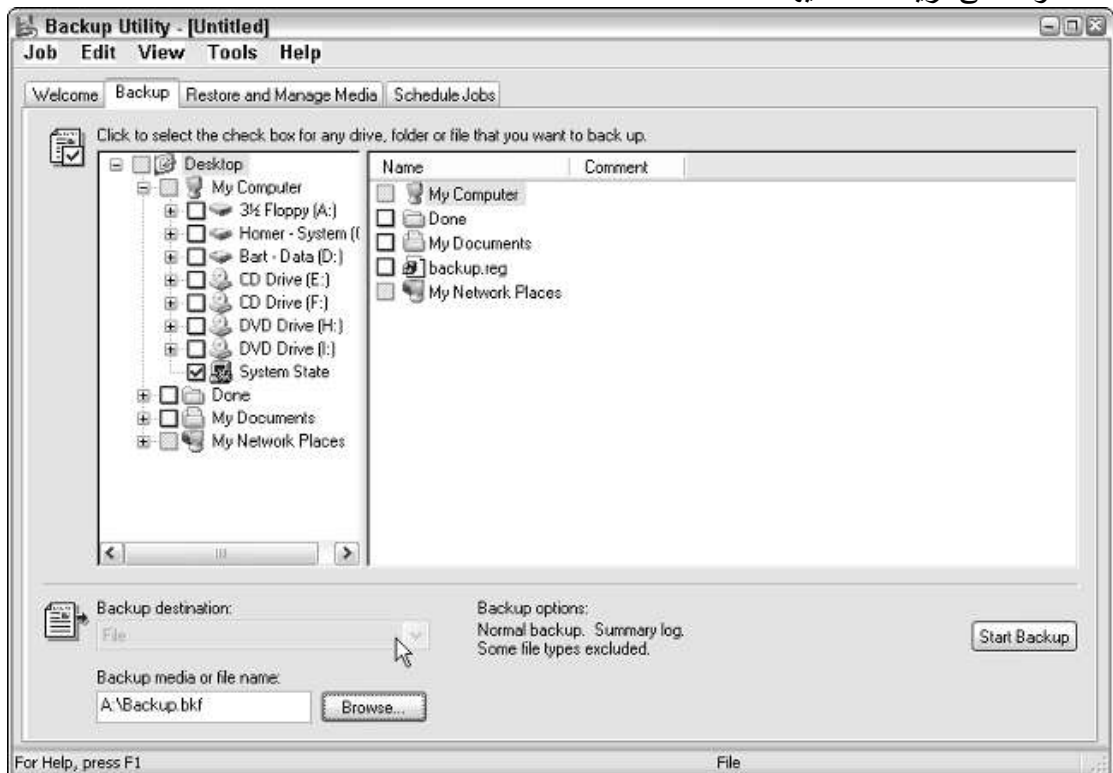 Backup Utility - [Untitled]
Job Edit View Tools Help
Welcome Backup Restore and Manage Media Schedule Jobs
Click to select the check box for any drive, folder or file that you want to back up.
Desktop
My Computer
3½ Floppy (A:)
Homer - System (
Bart - Data (D:)
CD Drive (E:)
CD Drive (F:)
DVD Drive (H:)
DVD Drive (I:)
System State
Done
My Documents
My Network Places
Name Comment
My Computer
Done
My Documents
backup.reg
My Network Places
Backup destination:
File
Backup media or file name:
A:\Backup.bkf Browse...
Backup options:
Normal backup. Summary log.
Some file types excluded.
Start Backup
For Help, press F1 File